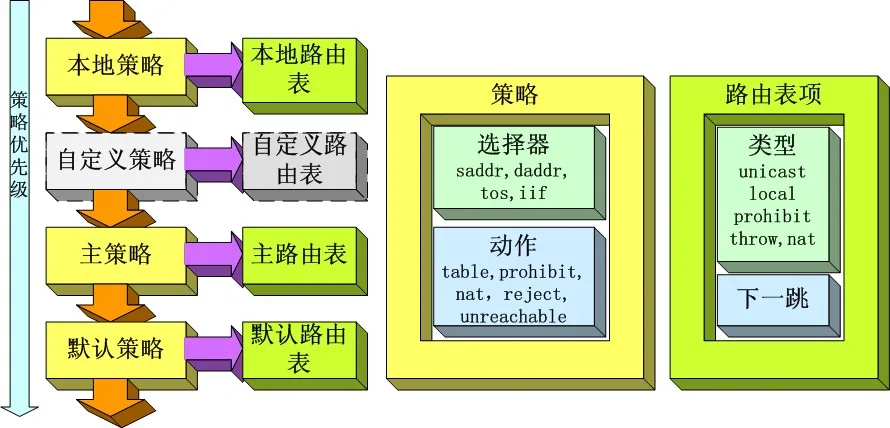 策略优先级
本地策略
本地路由
表
自定义策略
自定义路
由表
主策略
主路由表
默认策略
默认路由
表
策略
选择器
saddr,daddr,
tos,iif
动作
table,prohibit,
nat, reject,
unreachable
路由表项
类型
unicast
local
prohibit
throw,nat
下一跳